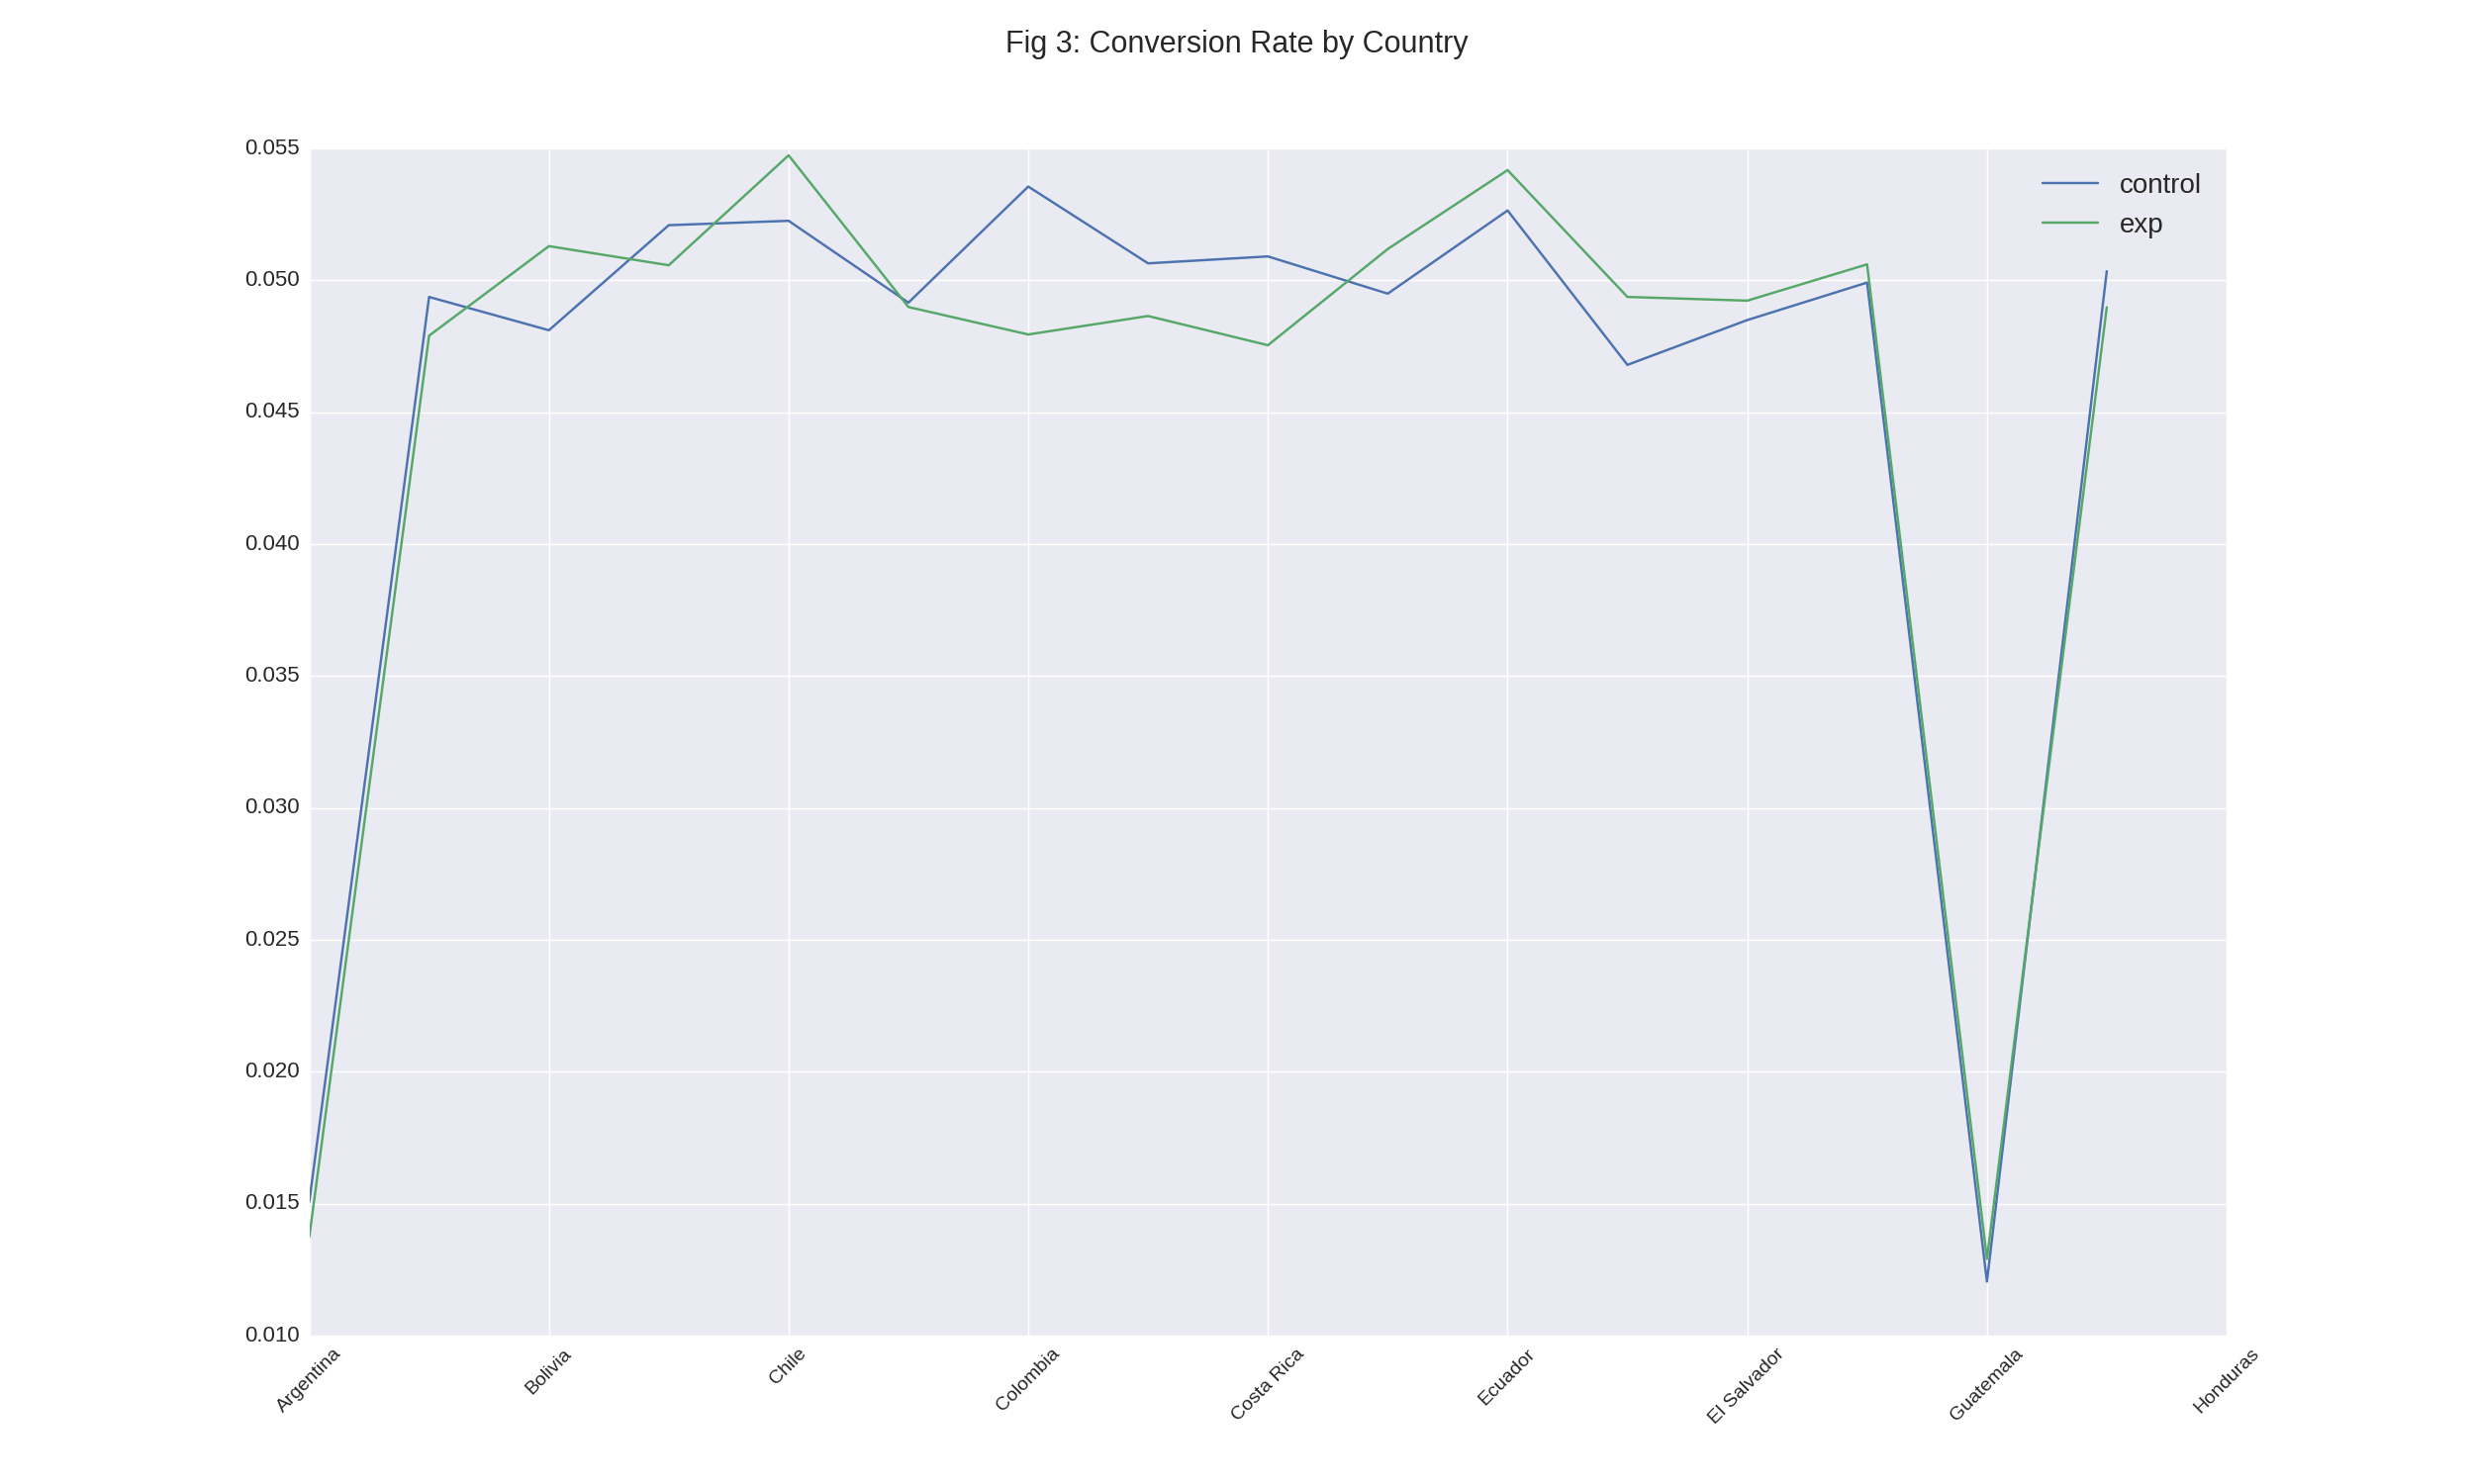 Fig 3: Conversion Rate by Country
control
exp
0.055
0.050
0.045
0.040
0.035
0.030
0.025
0.020
0.015
0.010
Argentina
Bolivia
Chile
Colombia
Costa Rica
Ecuador
El Salvador
Guatemala
Honduras